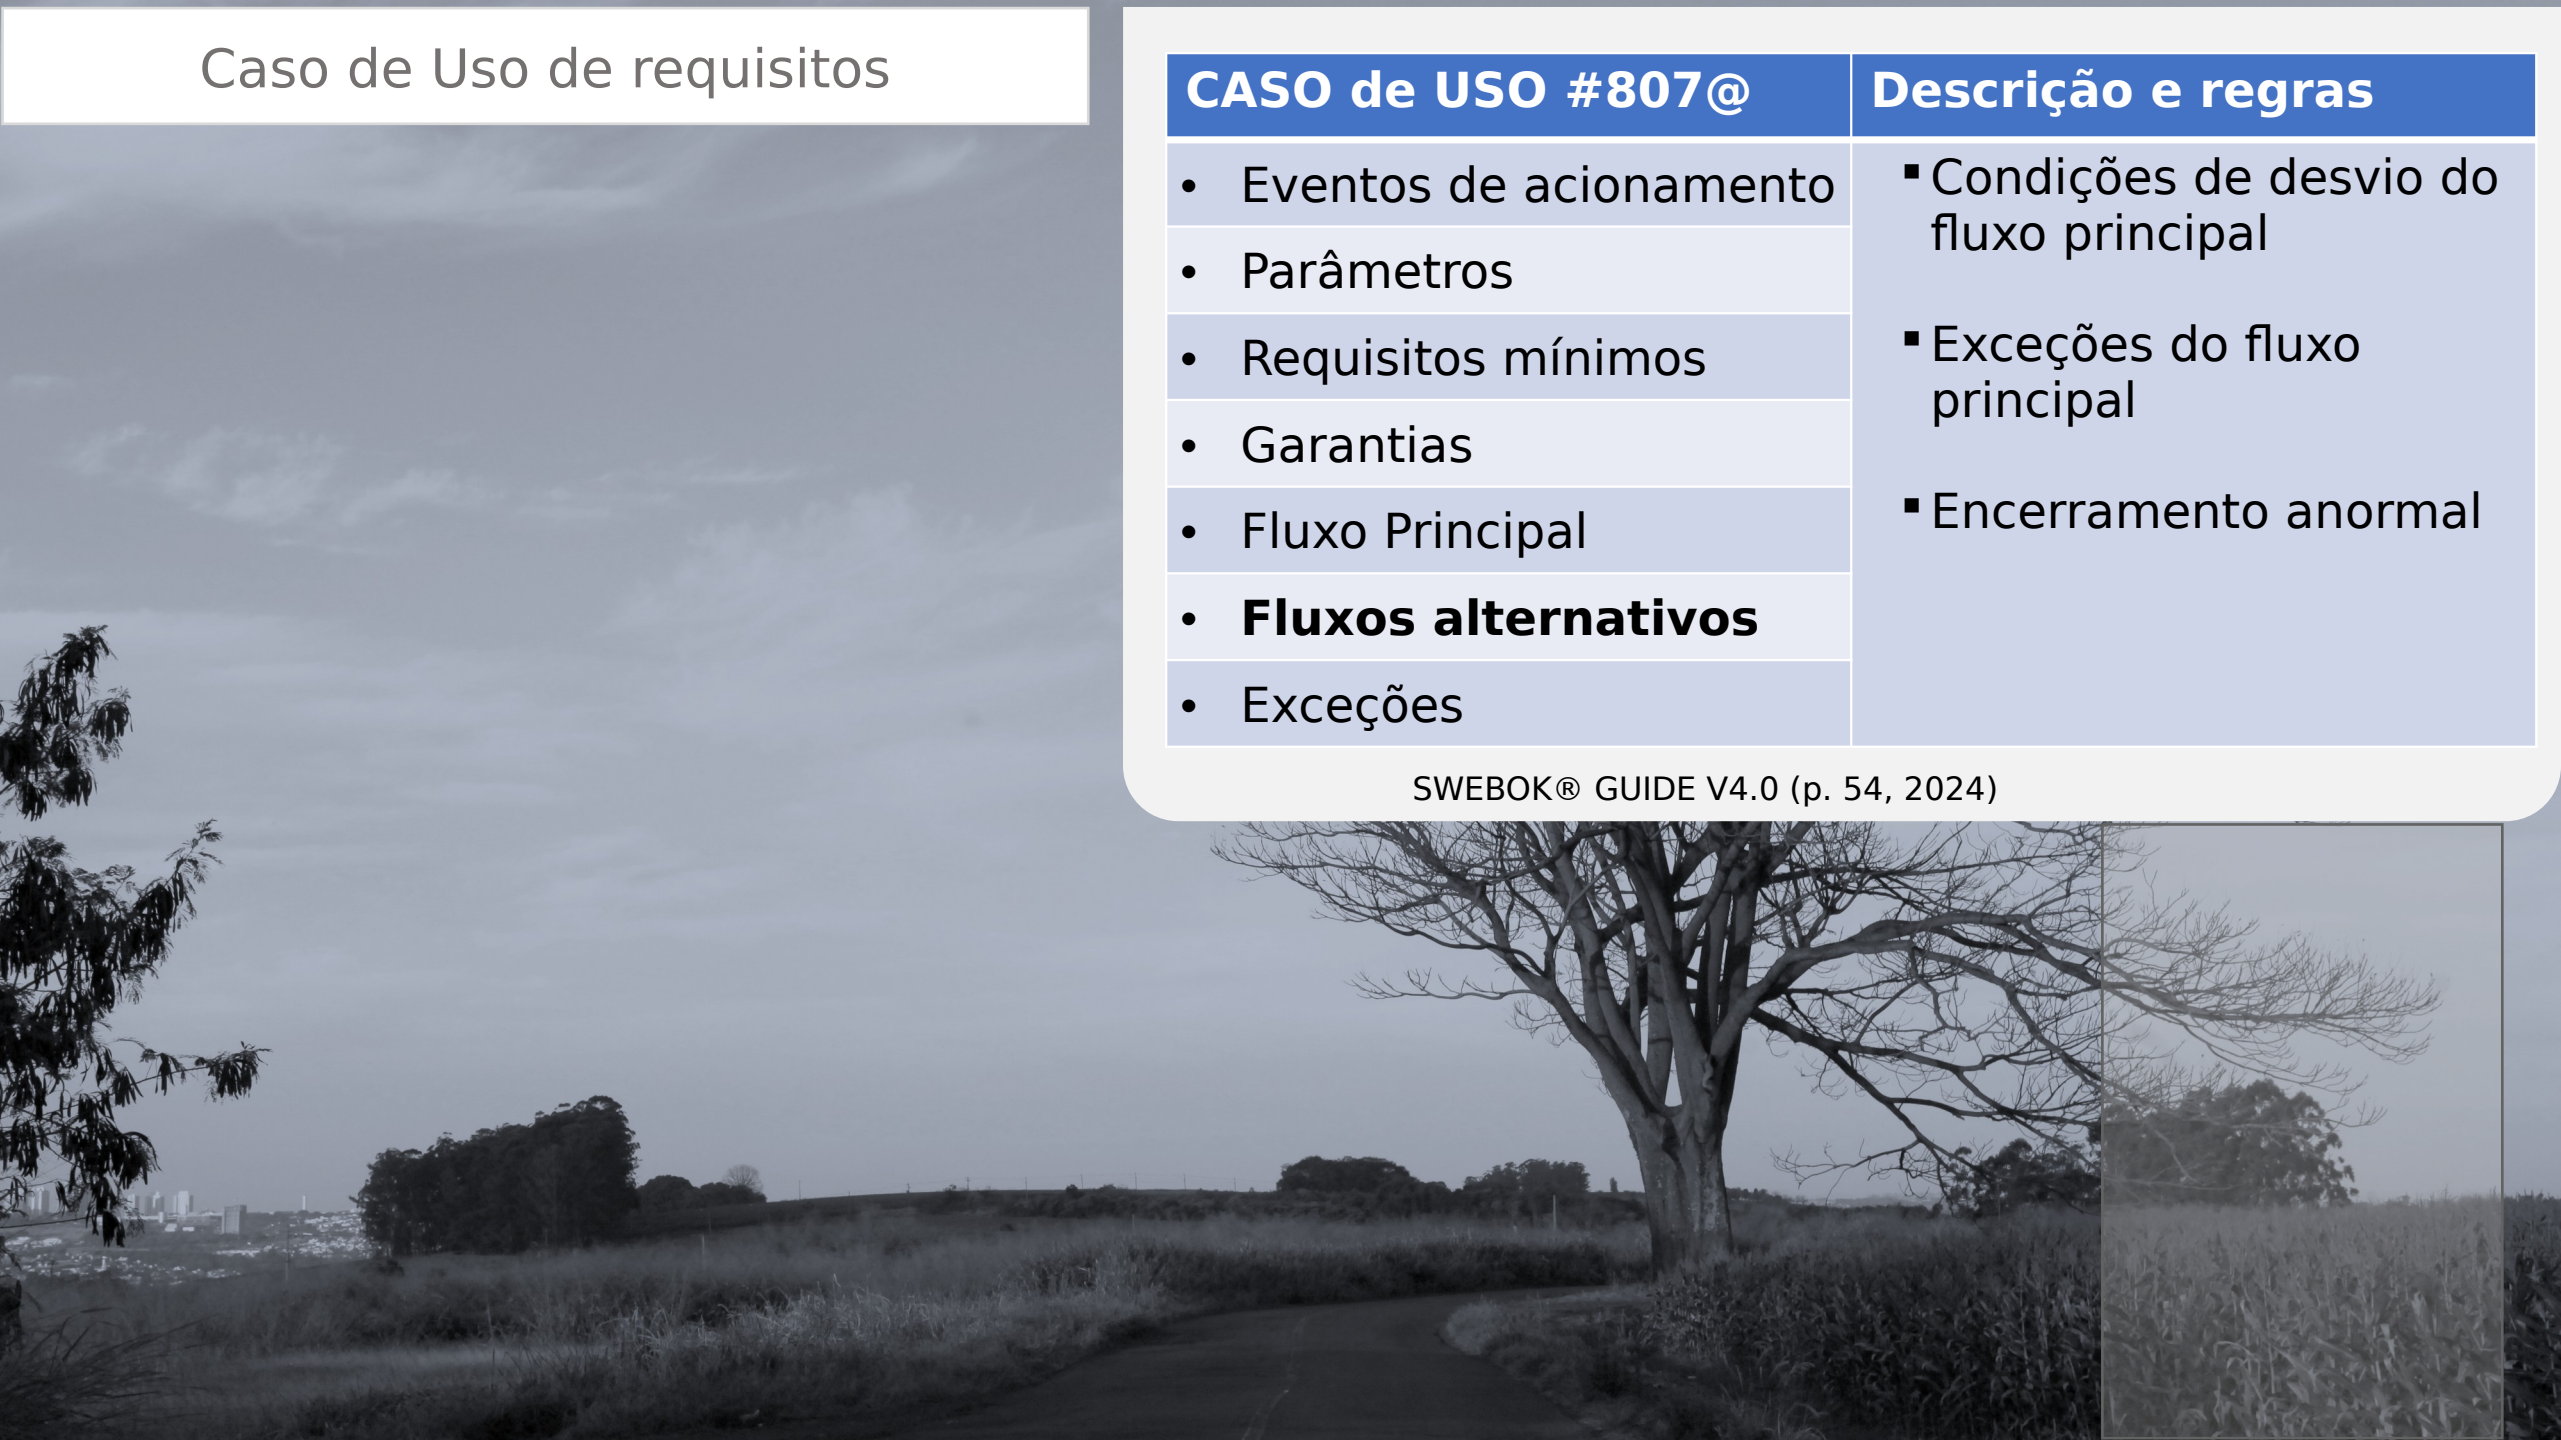 Caso de Uso de requisitos
CASO de USO #807@
Descrição e regras
• Eventos de acionamento
• Parâmetros
• Requisitos mínimos
• Garantias
• Fluxo Principal
• Fluxos alternativos
• Exceções
▪ Condições de desvio do
fluxo principal
▪ Exceções do fluxo
principal
▪ Encerramento anormal
SWEBOK® GUIDE V4.0 (p. 54, 2024)